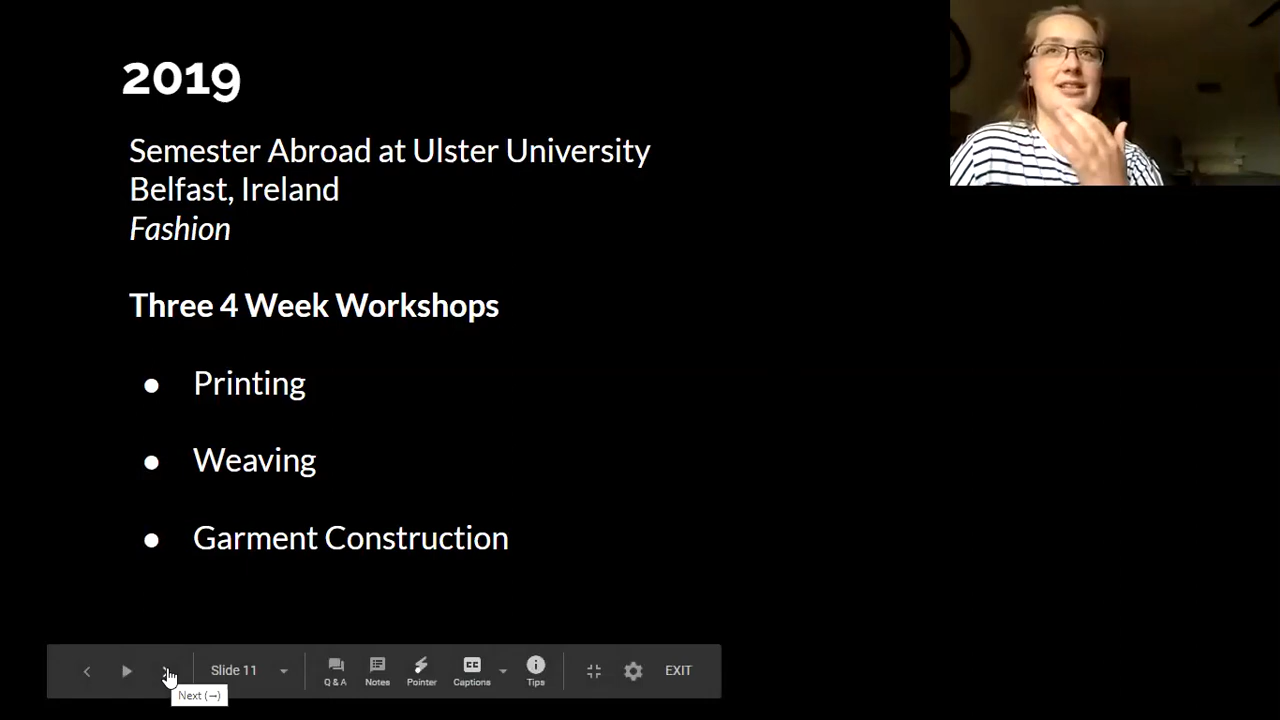 2019
Semester Abroad at Ulster University
Belfast, Ireland
Fashion
Three 4 Week Workshops
● Printing
● Weaving
● Garment Construction
Slide 11
Q & A
Notes
Pointer
CC
Captions
Tips
EXIT
Next (→)